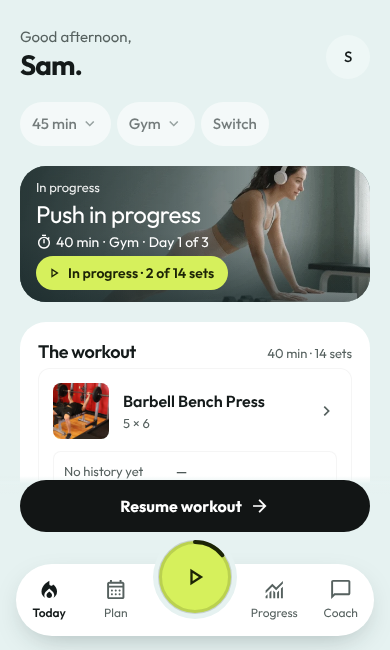 Good afternoon,
Sam.
S
45 min
Gym
Switch
In progress
Push in progress
40 min · Gym · Day 1 of 3
In progress · 2 of 14 sets
The workout
40 min · 14 sets
Barbell Bench Press
5 × 6
No history yet
—
Resume workout
Today
Plan
Progress
Coach